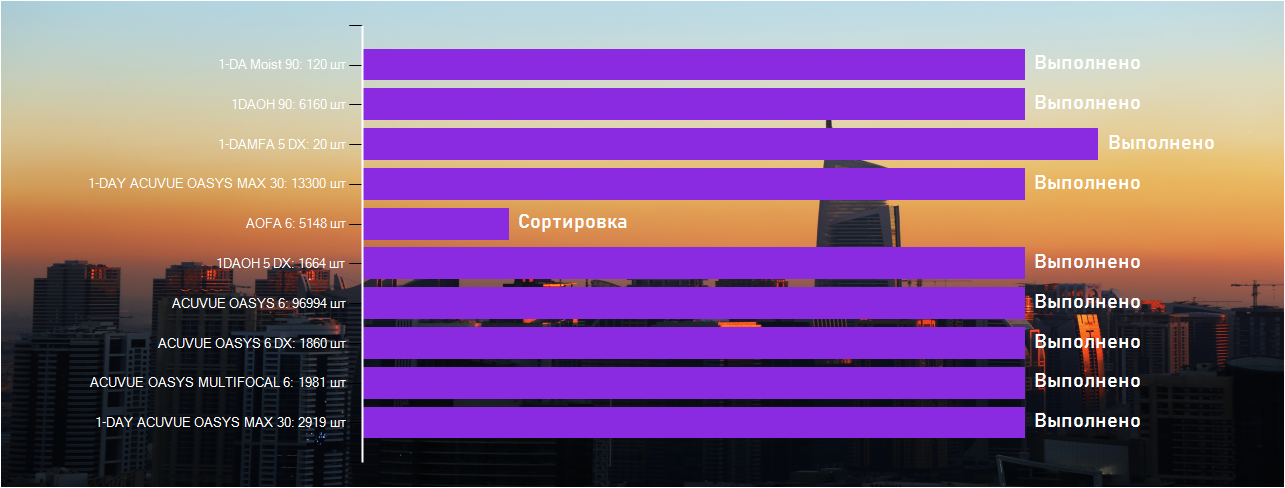 1-DA Moist 90: 120 шт Выполнено
1DAOH 90: 6160 шт Выполнено
1-DAMFA 5 DX: 20 шт Выполнено
1-DAY ACUVUE OASYS MAX 30: 13300 шт Выполнено
AOFA 6: 5148 шт Сортировка
1DAOH 5 DX: 1664 шт Выполнено
ACUVUE OASYS 6: 96994 шт Выполнено
ACUVUE OASYS 6 DX: 1860 шт Выполнено
ACUVUE OASYS MULTIFOCAL 6: 1981 шт Выполнено
1-DAY ACUVUE OASYS MAX 30: 2919 шт Выполнено